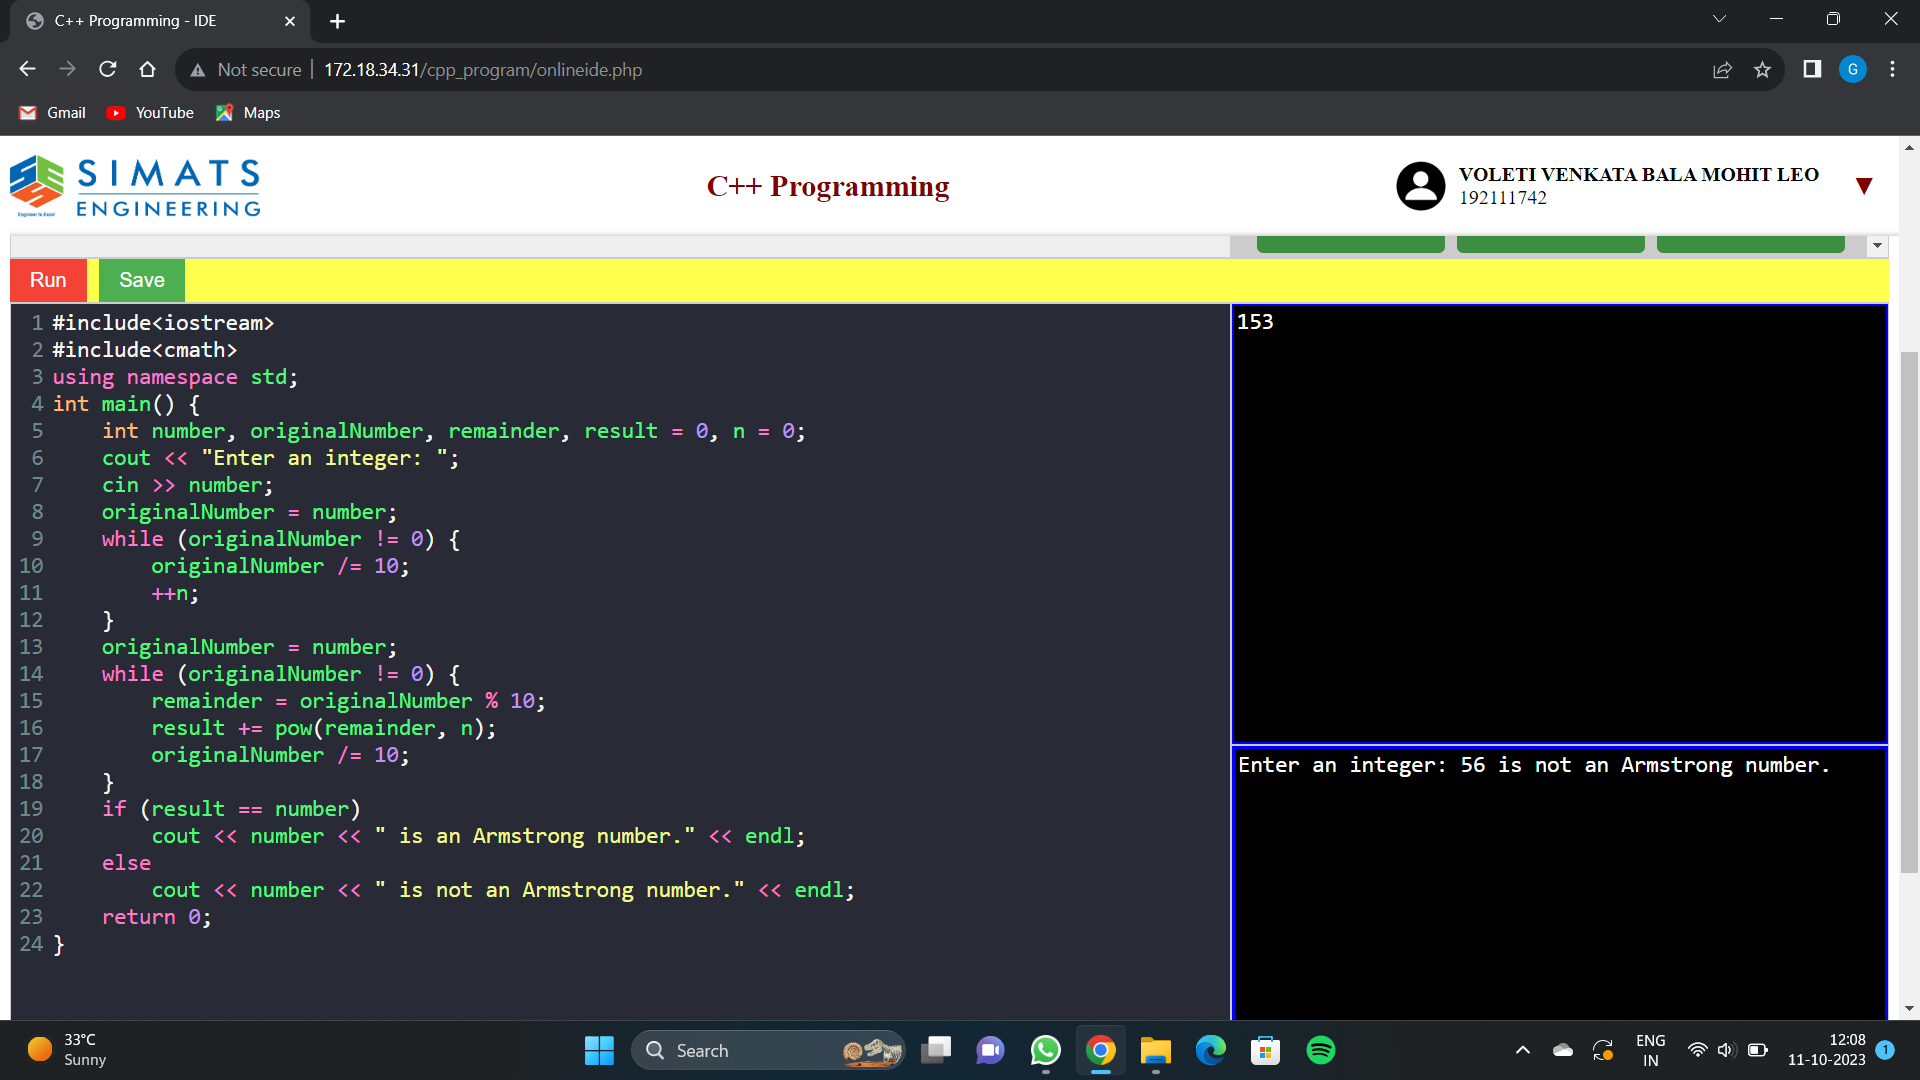 C++ Programming - IDE
Not secure 172.18.34.31/cpp_program/onlineide.php
G
Gmail YouTube Maps
SIMATS
ENGINEERING
Engineer to Excel
C++ Programming
VOLETI VENKATA BALA MOHIT LEO
192111742
Run Save
1 #include<iostream>
2 #include<cmath>
3 using namespace std;
4 int main() {
5     int number, originalNumber, remainder, result = 0, n = 0;
6     cout << "Enter an integer: ";
7     cin >> number;
8     originalNumber = number;
9     while (originalNumber != 0) {
10         originalNumber /= 10;
11         ++n;
12     }
13     originalNumber = number;
14     while (originalNumber != 0) {
15         remainder = originalNumber % 10;
16         result += pow(remainder, n);
17         originalNumber /= 10;
18     }
19     if (result == number)
20         cout << number << " is an Armstrong number." << endl;
21     else
22         cout << number << " is not an Armstrong number." << endl;
23     return 0;
24 }
153
Enter an integer: 56 is not an Armstrong number.
33°C
Sunny
Search
ENG
IN
12:08
11-10-2023
1